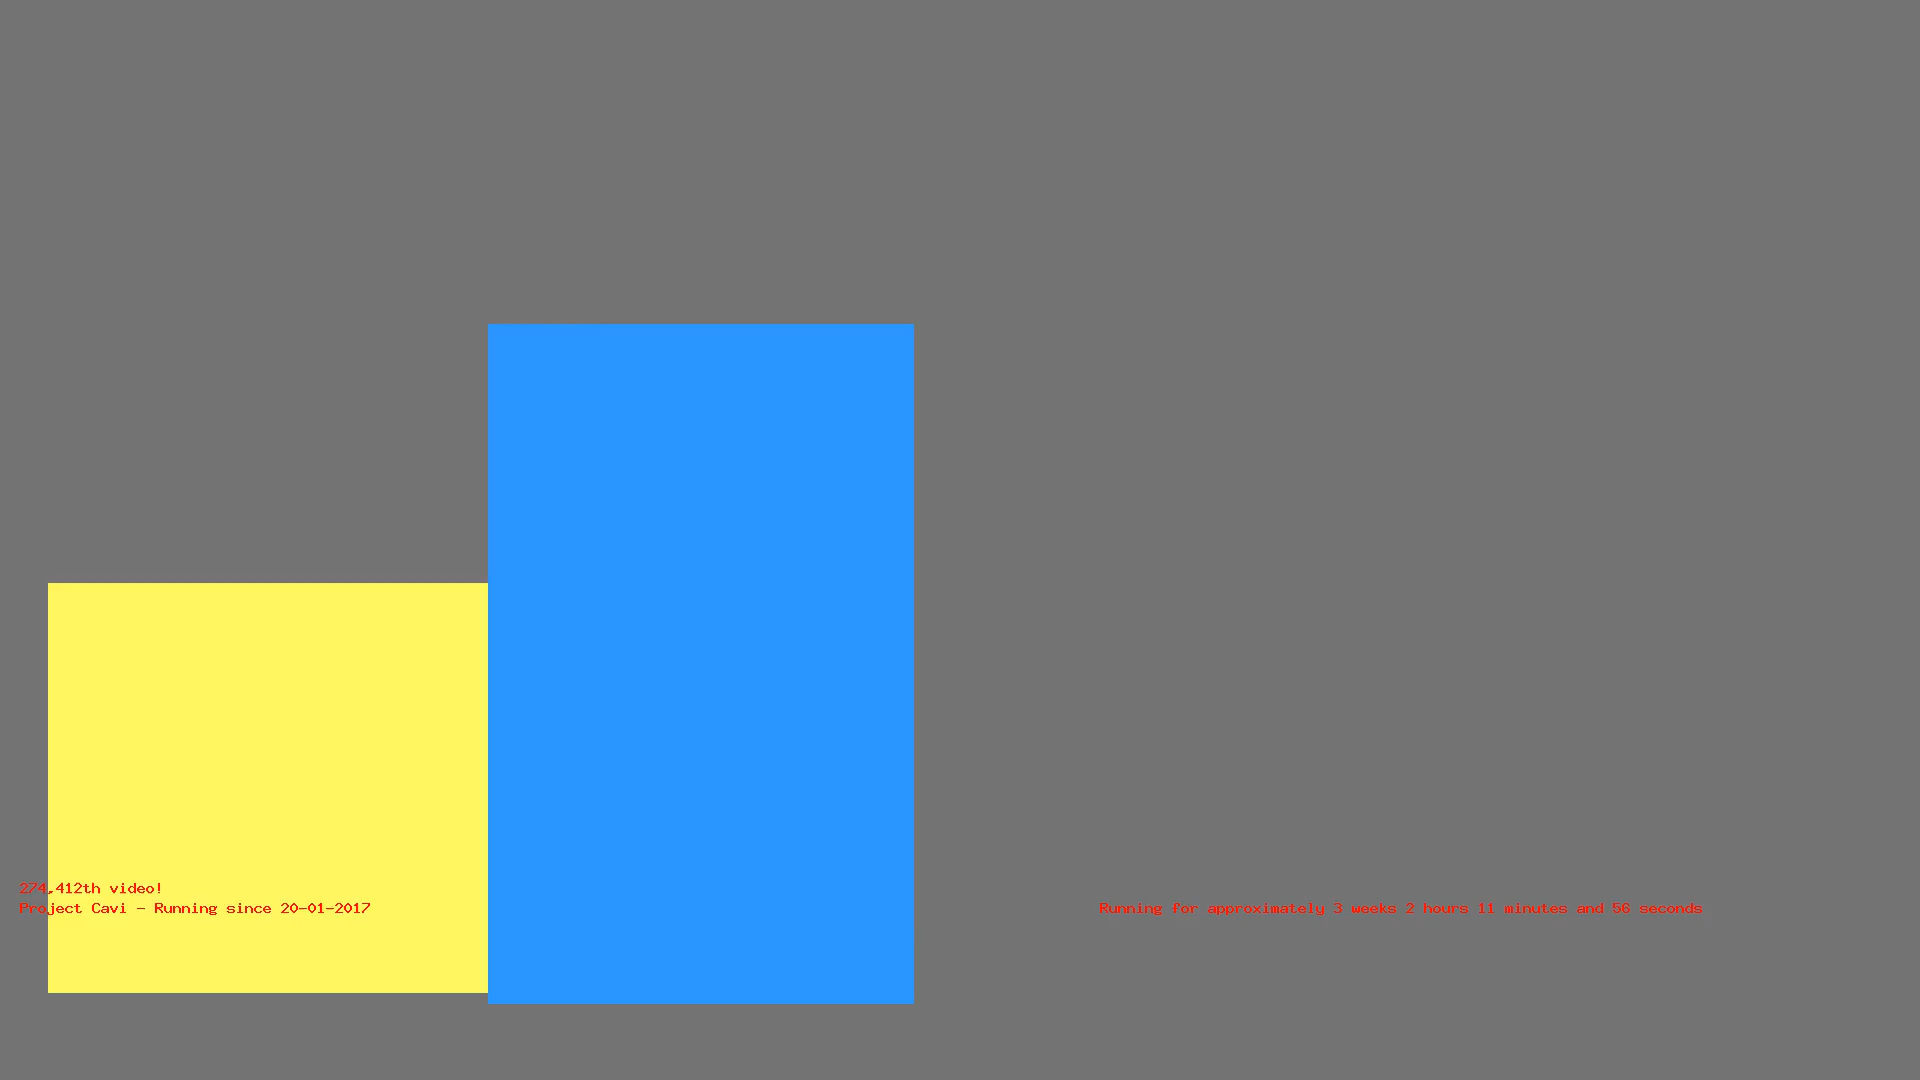 274,412th video!
Project Cavi - Running since 20-01-2017
Running for approximately 3 weeks 2 hours 11 minutes and 56 seconds